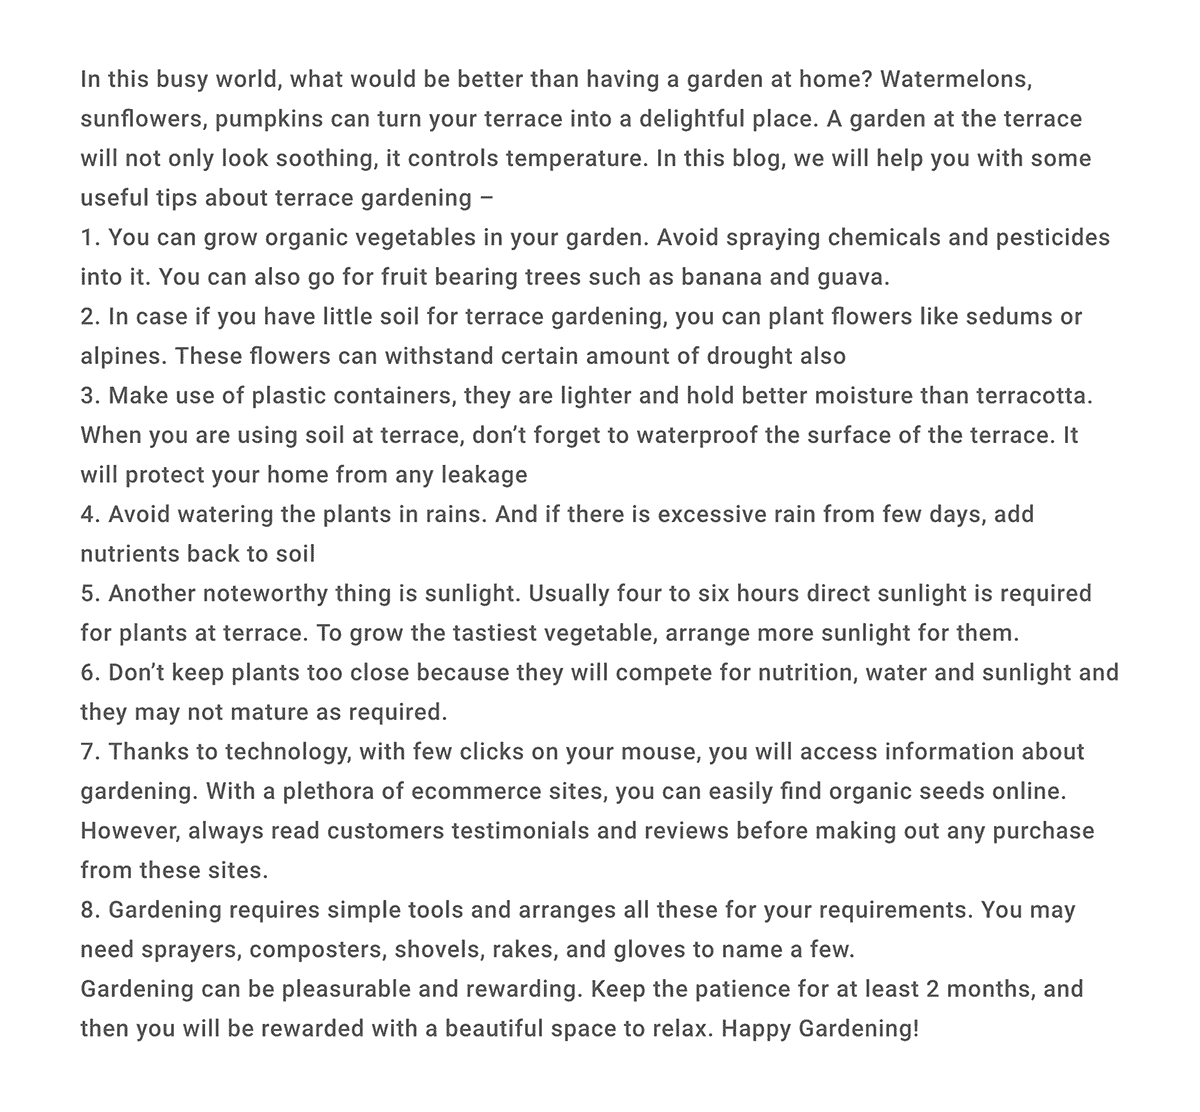 In this busy world, what would be better than having a garden at home? Watermelons,
sunflowers, pumpkins can turn your terrace into a delightful place. A garden at the terrace
will not only look soothing, it controls temperature. In this blog, we will help you with some
useful tips about terrace gardening –
1. You can grow organic vegetables in your garden. Avoid spraying chemicals and pesticides
into it. You can also go for fruit bearing trees such as banana and guava.
2. In case if you have little soil for terrace gardening, you can plant flowers like sedums or
alpines. These flowers can withstand certain amount of drought also
3. Make use of plastic containers, they are lighter and hold better moisture than terracotta.
When you are using soil at terrace, don’t forget to waterproof the surface of the terrace. It
will protect your home from any leakage
4. Avoid watering the plants in rains. And if there is excessive rain from few days, add
nutrients back to soil
5. Another noteworthy thing is sunlight. Usually four to six hours direct sunlight is required
for plants at terrace. To grow the tastiest vegetable, arrange more sunlight for them.
6. Don’t keep plants too close because they will compete for nutrition, water and sunlight and
they may not mature as required.
7. Thanks to technology, with few clicks on your mouse, you will access information about
gardening. With a plethora of ecommerce sites, you can easily find organic seeds online.
However, always read customers testimonials and reviews before making out any purchase
from these sites.
8. Gardening requires simple tools and arranges all these for your requirements. You may
need sprayers, composters, shovels, rakes, and gloves to name a few.
Gardening can be pleasurable and rewarding. Keep the patience for at least 2 months, and
then you will be rewarded with a beautiful space to relax. Happy Gardening!